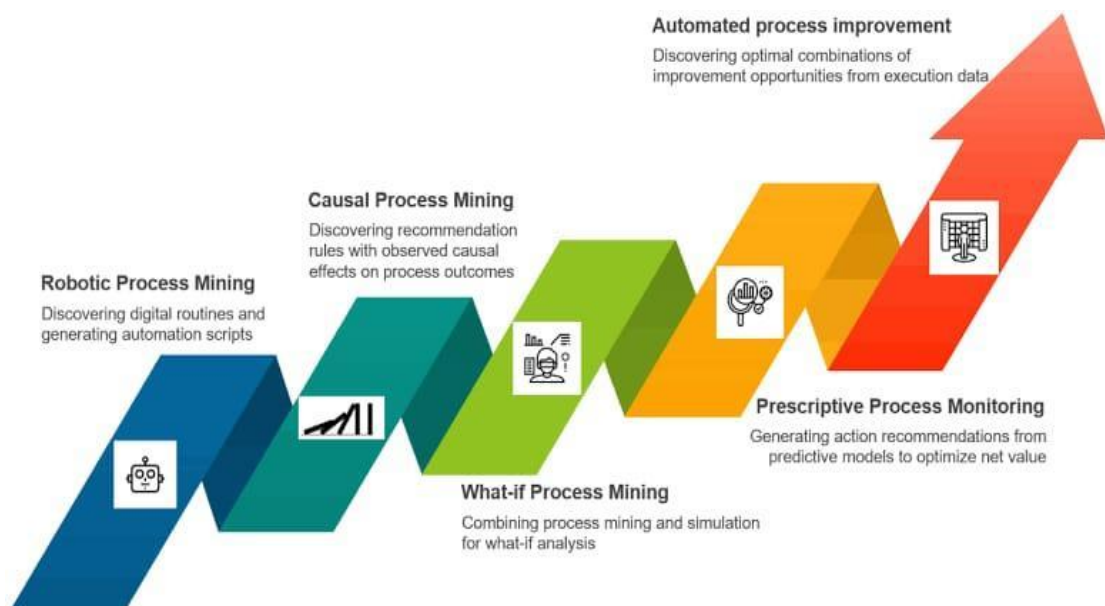 Automated process improvement
Discovering optimal combinations of
improvement opportunities from execution data
Causal Process Mining
Discovering recommendation
rules with observed causal
effects on process outcomes
Robotic Process Mining
Discovering digital routines and
generating automation scripts
Prescriptive Process Monitoring
Generating action recommendations from
predictive models to optimize net value
What-if Process Mining
Combining process mining and simulation
for what-if analysis